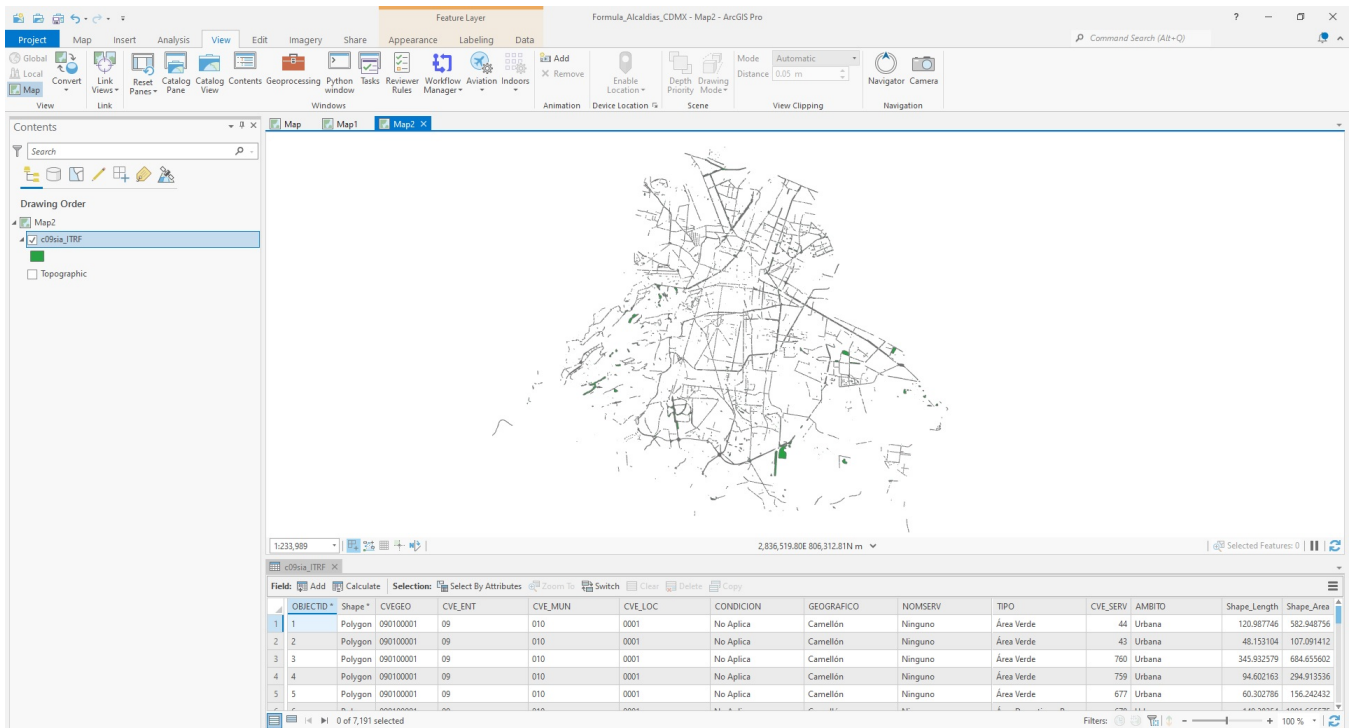 Feature Layer
Formula_Alcaldias_CDMX - Map2 - ArcGIS Pro
? — X
Project Map Insert Analysis View Edit Imagery Share Appearance Labeling Data
Command Search (Alt+Q)
Global
Local
Map
Convert
View
Link Views
Link
Reset Panes
Catalog Pane
Catalog View
Contents
Geoprocessing
Python window
Tasks
Reviewer Rules
Workflow Manager
Aviation
Indoors
Windows
Add
Remove
Animation
Enable Location
Device Location
Depth Priority
Drawing Mode
Scene
Mode Automatic
Distance 0.05 m
View Clipping
Navigator
Camera
Navigation
Contents
Search
Drawing Order
Map2
c09sia_ITRF
Topographic
Map Map1 Map2
1:233,989
2,836,519.80E 806,312.81N m
Selected Features: 0
c09sia_ITRF
Field: Add Calculate Selection: Select By Attributes Zoom To Switch Clear Delete Copy
OBJECTID * Shape * CVEGEO CVE_ENT CVE_MUN CVE_LOC CONDICION GEOGRAFICO NOMSERV TIPO CVE_SERV AMBITO Shape_Length Shape_Area
1 1 Polygon 090100001 09 010 0001 No Aplica Camellón Ninguno Área Verde 44 Urbana 120.987746 582.948756
2 2 Polygon 090100001 09 010 0001 No Aplica Camellón Ninguno Área Verde 43 Urbana 48.153104 107.091412
3 3 Polygon 090100001 09 010 0001 No Aplica Camellón Ninguno Área Verde 760 Urbana 345.932579 684.655602
4 4 Polygon 090100001 09 010 0001 No Aplica Camellón Ninguno Área Verde 759 Urbana 94.602163 294.913536
5 5 Polygon 090100001 09 010 0001 No Aplica Camellón Ninguno Área Verde 677 Urbana 60.302786 156.242432
0 of 7,191 selected
Filters:
100 %